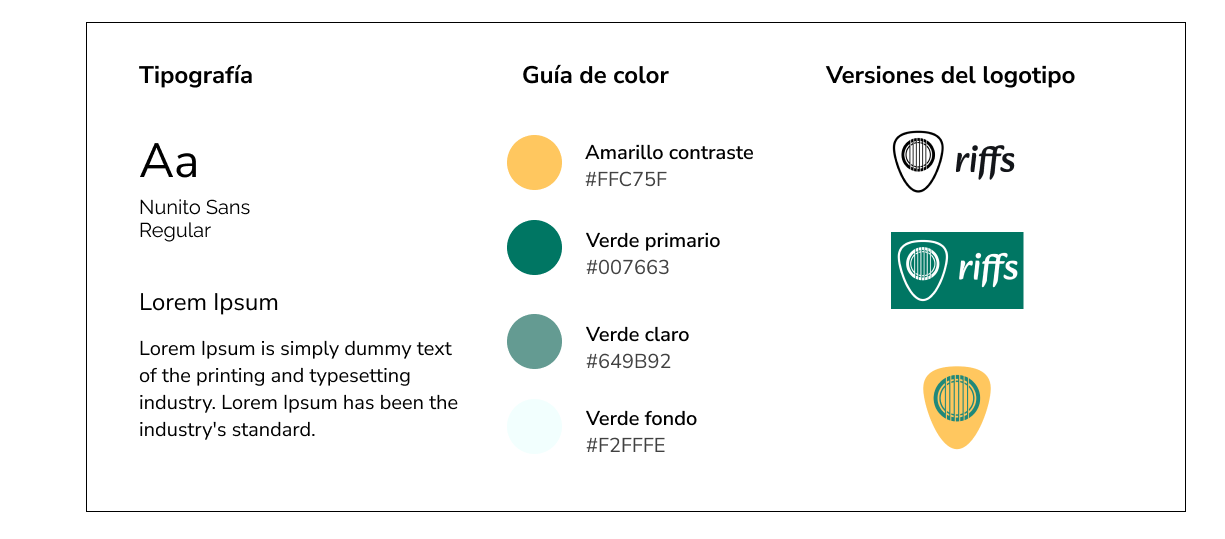 Tipografía
Aa
Nunito Sans
Regular
Lorem Ipsum
Lorem Ipsum is simply dummy text
of the printing and typesetting
industry. Lorem Ipsum has been the
industry's standard.
Guía de color
Amarillo contraste
#FFC75F
Verde primario
#007663
Verde claro
#649B92
Verde fondo
#F2FFFE
Versiones del logotipo
riffs
riffs